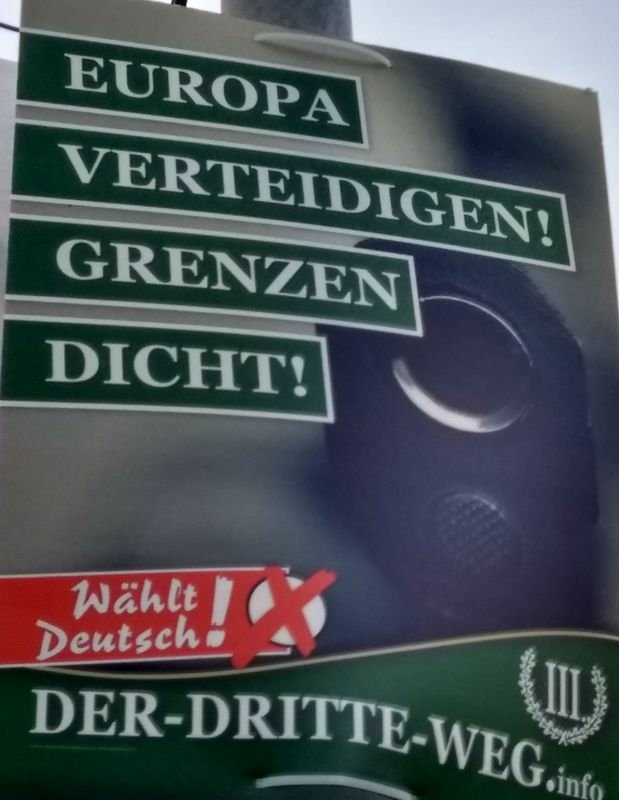 EUROPA
VERTEIDIGEN!
GRENZEN
DICHT!
Wählt
Deutsch!
III.
DER-DRITTE-WEG.info